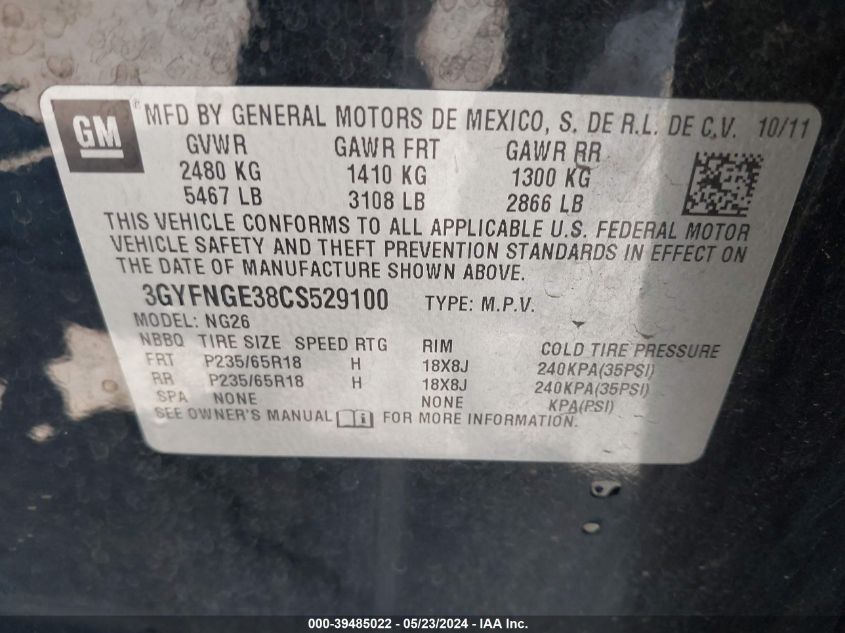 GM ® MFD BY GENERAL MOTORS DE MEXICO, S. DE R.L. DE C.V. 10/11
GVWR GAWR FRT GAWR RR
2480 KG 1410 KG 1300 KG
5467 LB 3108 LB 2866 LB
THIS VEHICLE CONFORMS TO ALL APPLICABLE U.S. FEDERAL MOTOR
VEHICLE SAFETY AND THEFT PREVENTION STANDARDS IN EFFECT ON
THE DATE OF MANUFACTURE SHOWN ABOVE.
3GYFNGE38CS529100 TYPE: M.P.V.
MODEL: NG26
NBBQ TIRE SIZE SPEED RTG RIM COLD TIRE PRESSURE
FRT P235/65R18 H 18X8J 240KPA(35PSI)
RR P235/65R18 H 18X8J 240KPA(35PSI)
SPA NONE NONE KPA(PSI)
SEE OWNER'S MANUAL i FOR MORE INFORMATION.
000-39485022 - 05/23/2024 - IAA Inc.